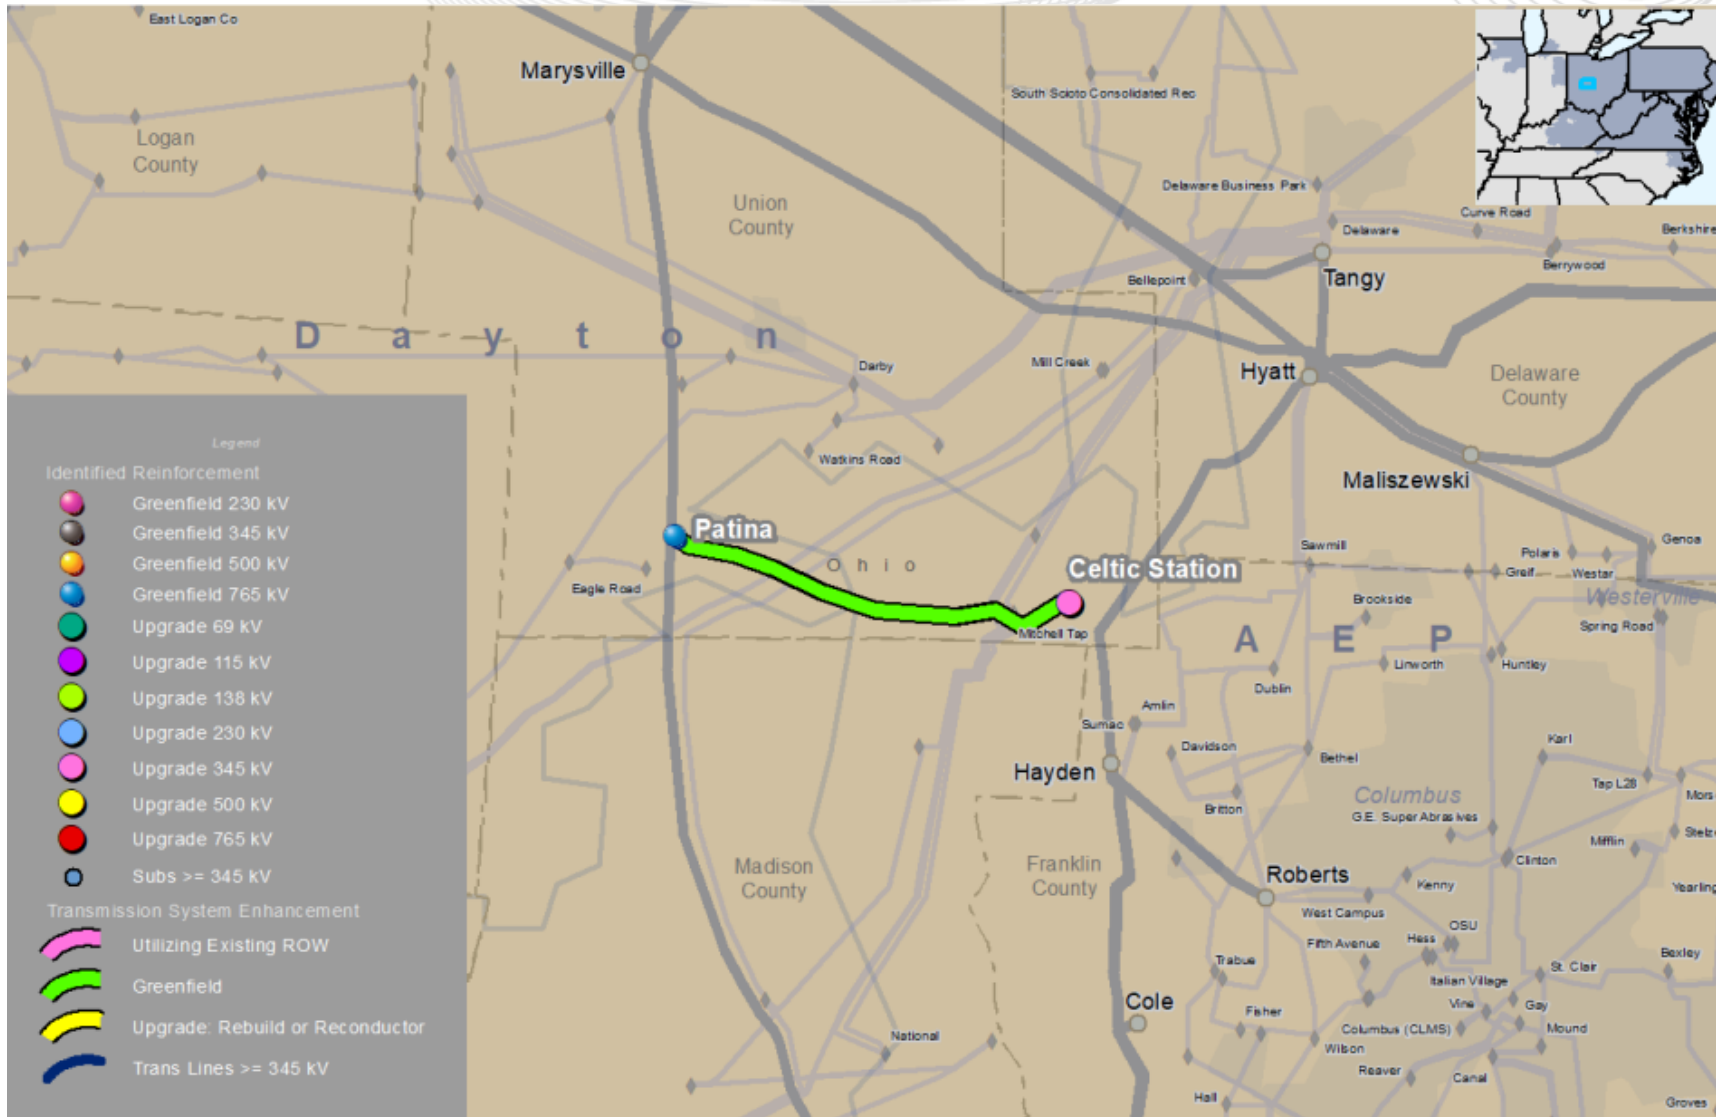 East Logan Co
Marysville
South Scioto Consolidated Rec
Logan
County
Union
County
Delaware Business Park
Curve Road
Delaware
Berkshire
Berrywood
Bellepoint
Tangy
Dayton
Darby
Mill Creek
Hyatt
Delaware
County
Watkins Road
Maliszewski
Patina
Ohio
Celtic Station
Eagle Road
Mitchell Tap
Sawmill
Polaris
Genoa
Greif
Westar
Westerville
Brookside
Spring Road
AEP
Linworth
Huntley
Dublin
Amlin
Sumac
Davidson
Bethel
Karl
Hayden
Tap L28
Mors
Columbus
Britton
G.E. Super Abrasives
Mifflin
Stelz
Clinton
Madison
County
Franklin
County
Roberts
Kenny
Yearling
West Campus
OSU
Hess
Fifth Avenue
Bexley
Trabue
St. Clair
Italian Village
Cole
Vine
Gay
Fisher
Columbus (CLMS)
Mound
National
Wilson
Reaver
Canal
Hall
Groves
Legend
Identified Reinforcement
Greenfield 230 kV
Greenfield 345 kV
Greenfield 500 kV
Greenfield 765 kV
Upgrade 69 kV
Upgrade 115 kV
Upgrade 138 kV
Upgrade 230 kV
Upgrade 345 kV
Upgrade 500 kV
Upgrade 765 kV
Subs >= 345 kV
Transmission System Enhancement
Utilizing Existing ROW
Greenfield
Upgrade: Rebuild or Reconductor
Trans Lines >= 345 kV